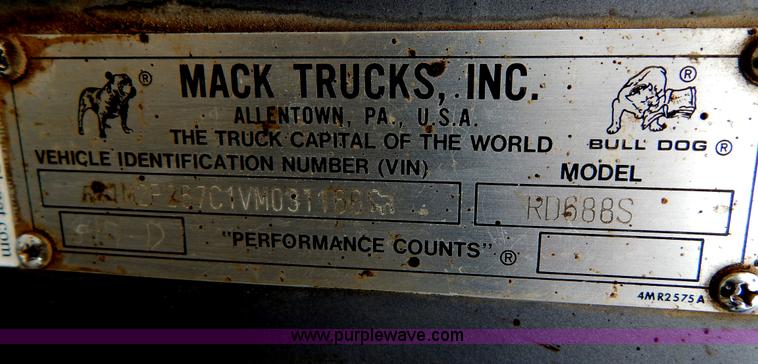 ® MACK TRUCKS, INC. ®
ALLENTOWN, PA., U.S.A.
THE TRUCK CAPITAL OF THE WORLD
BULL DOG ®
VEHICLE IDENTIFICATION NUMBER (VIN)
MODEL
RD688S
"PERFORMANCE COUNTS" ®
4MR2575A
www.purplewave.com